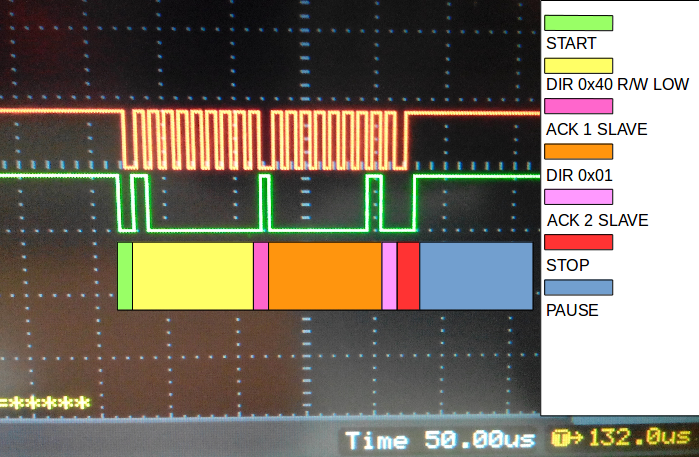 START
DIR 0x40 R/W LOW
ACK 1 SLAVE
DIR 0x01
ACK 2 SLAVE
STOP
PAUSE
=*****
Time 50.00us T→132.0us